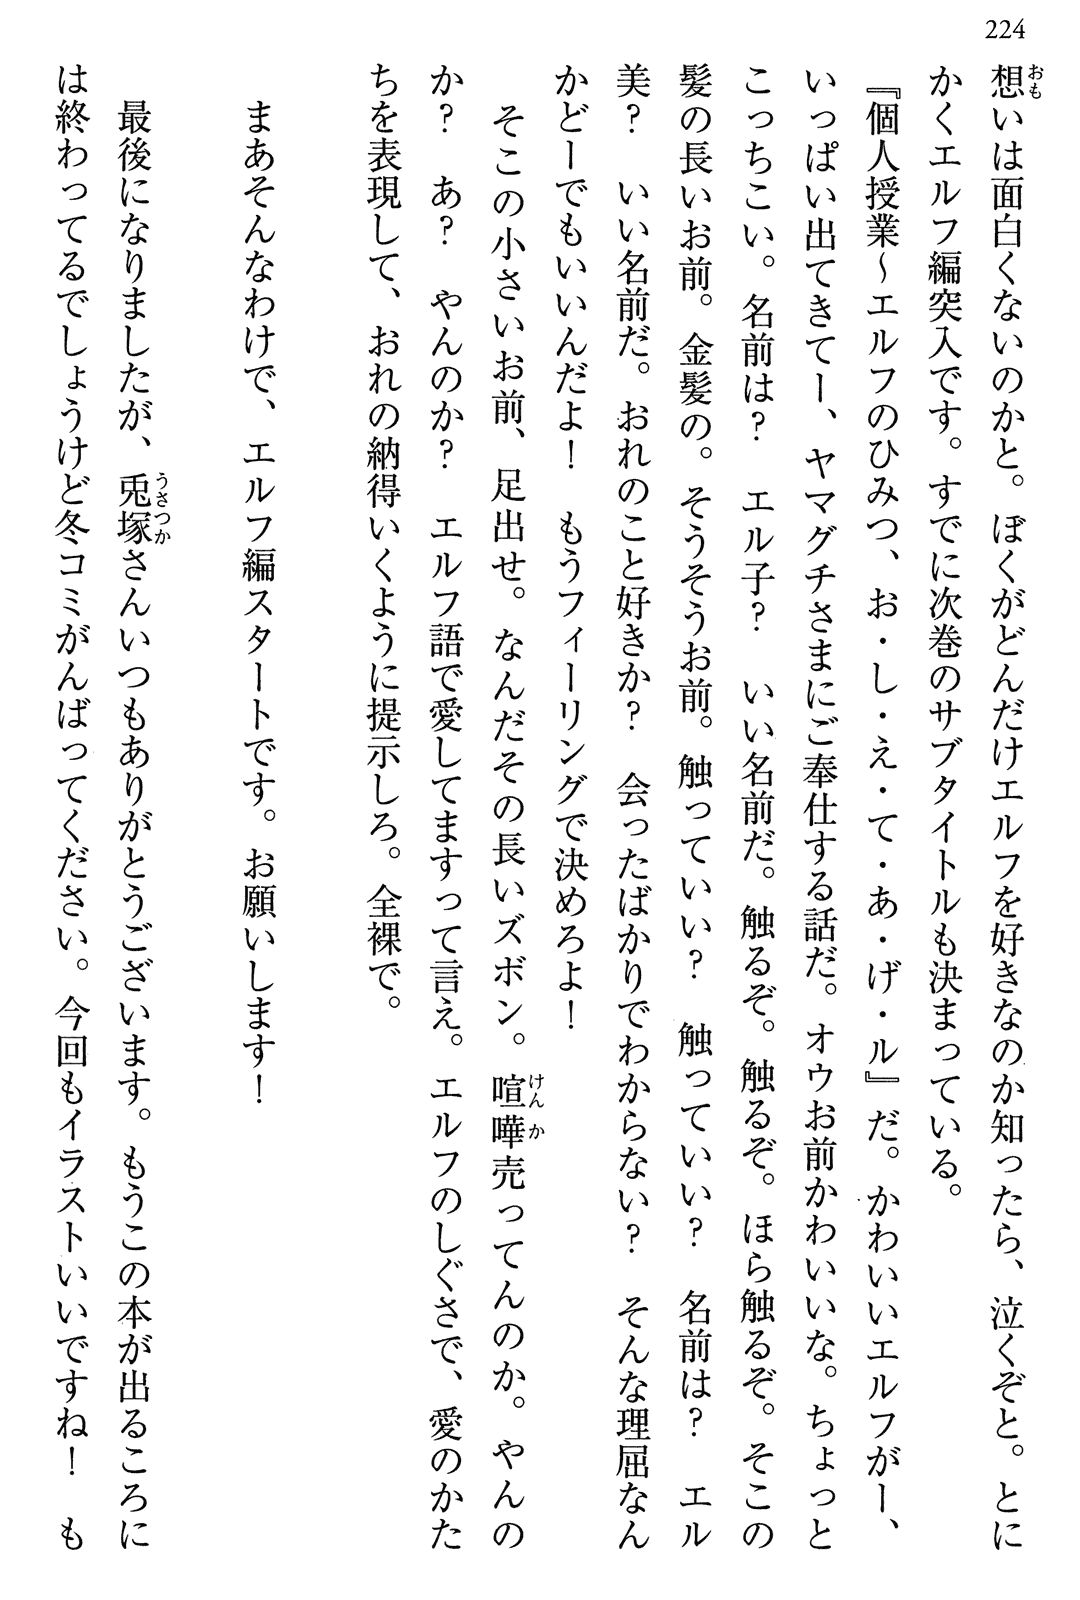 224
想いは面白くないのかと。ぼくがどんだけエルフを好きなのか知ったら、泣くぞと。とに
かくエルフ編突入です。すでに次巻のサブタイトルも決まっている。
『個人授業～エルフのひみつ、お・し・え・て・あ・げ・ル』だ。かわいいエルフがー、
いっぱい出てきてー、ヤマグチさまにご奉仕する話だ。オウお前かわいいな。ちょっと
こっちこい。名前は？　エル子？　いい名前だ。触るぞ。触るぞ。ほら触るぞ。そこの
髪の長いお前。金髪の。そうそうお前。触っていい？　触っていい？　名前は？　エル
美？　いい名前だ。おれのこと好きか？　会ったばかりでわからない？　そんな理屈なん
かどーでもいいんだよ！　もうフィーリングで決めろよ！
　そこの小さいお前、足出せ。なんだその長いズボン。喧嘩売ってんのか。やんの
か？　あ？　やんのか？　エルフ語で愛してますって言え。エルフのしぐさで、愛のかた
ちを表現して、おれの納得いくように提示しろ。全裸で。
　まあそんなわけで、エルフ編スタートです。お願いします！
　最後になりましたが、兎塚さんいつもありがとうございます。もうこの本が出るころに
は終わってるでしょうけど冬コミがんばってください。今回もイラストいいですね！　も
おも
けんか
うさつか